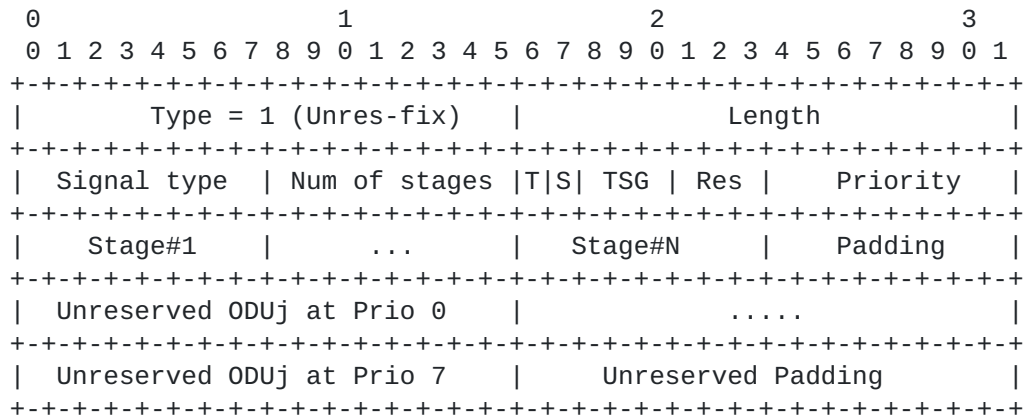 0                   1                   2                   3
 0 1 2 3 4 5 6 7 8 9 0 1 2 3 4 5 6 7 8 9 0 1 2 3 4 5 6 7 8 9 0 1
+-+-+-+-+-+-+-+-+-+-+-+-+-+-+-+-+-+-+-+-+-+-+-+-+-+-+-+-+-+-+-+-+
|        Type = 1 (Unres-fix)   |             Length            |
+-+-+-+-+-+-+-+-+-+-+-+-+-+-+-+-+-+-+-+-+-+-+-+-+-+-+-+-+-+-+-+-+
|  Signal type  | Num of stages |T|S| TSG | Res |    Priority   |
+-+-+-+-+-+-+-+-+-+-+-+-+-+-+-+-+-+-+-+-+-+-+-+-+-+-+-+-+-+-+-+-+
|    Stage#1    |      ...      |   Stage#N     |    Padding    |
+-+-+-+-+-+-+-+-+-+-+-+-+-+-+-+-+-+-+-+-+-+-+-+-+-+-+-+-+-+-+-+-+
|  Unreserved ODUj at Prio 0    |             .....             |
+-+-+-+-+-+-+-+-+-+-+-+-+-+-+-+-+-+-+-+-+-+-+-+-+-+-+-+-+-+-+-+-+
|  Unreserved ODUj at Prio 7    |     Unreserved Padding        |
+-+-+-+-+-+-+-+-+-+-+-+-+-+-+-+-+-+-+-+-+-+-+-+-+-+-+-+-+-+-+-+-+